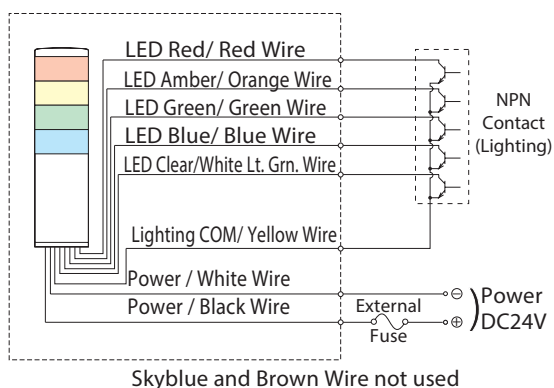 LED Red/ Red Wire
LED Amber/ Orange Wire
LED Green/ Green Wire
LED Blue/ Blue Wire
LED Clear/White Lt. Grn. Wire
NPN
Contact
(Lighting)
Lighting COM/ Yellow Wire
Power / White Wire
Power / Black Wire
External
Fuse
⊖
⊕
Power
DC24V
Skyblue and Brown Wire not used